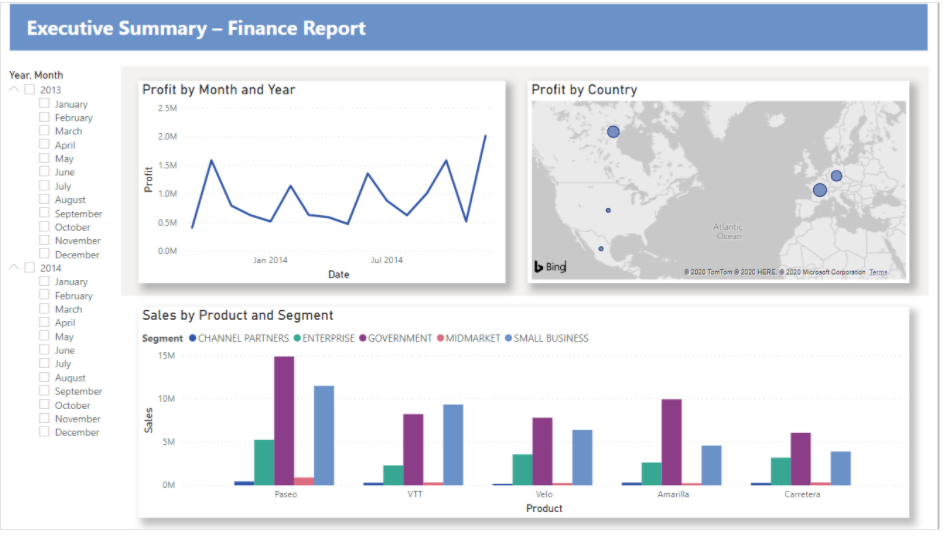 Executive Summary – Finance Report
Year, Month
2013
January
February
March
April
May
June
July
August
September
October
November
December
2014
January
February
March
April
May
June
July
August
September
October
November
December
Profit by Month and Year
2.5M
2.0M
1.5M
1.0M
0.5M
0.0M
Profit
Jan 2014 Jul 2014
Date
Profit by Country
Atlantic
Ocean
Bing
© 2020 TomTom © 2020 HERE, © 2020 Microsoft Corporation Terms
Sales by Product and Segment
Segment CHANNEL PARTNERS ENTERPRISE GOVERNMENT MIDMARKET SMALL BUSINESS
15M
10M
5M
0M
Sales
Paseo VTT Velo Amarilla Carretera
Product